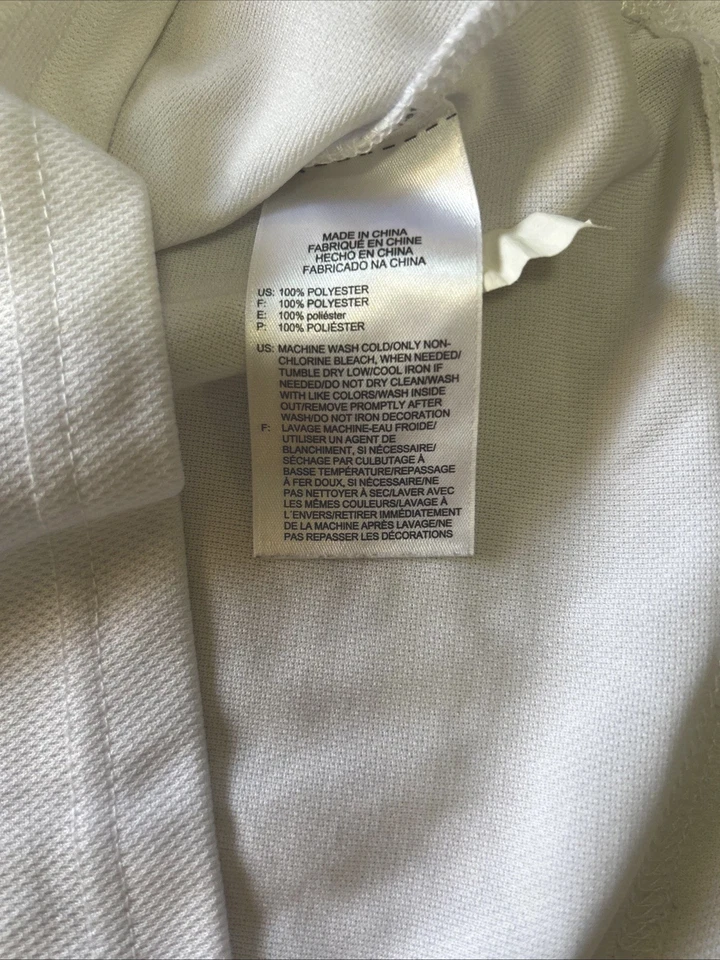 MADE IN CHINA
FABRIQUÉ EN CHINE
HECHO EN CHINA
FABRICADO NA CHINA
US: 100% POLYESTER
F: 100% POLYESTER
E: 100% poliéster
P: 100% POLIÉSTER
US: MACHINE WASH COLD/ONLY NON-
CHLORINE BLEACH, WHEN NEEDED/
TUMBLE DRY LOW/COOL IRON IF
NEEDED/DO NOT DRY CLEAN/WASH
WITH LIKE COLORS/WASH INSIDE
OUT/REMOVE PROMPTLY AFTER
WASH/DO NOT IRON DECORATION
F: LAVAGE MACHINE-EAU FROIDE/
UTILISER UN AGENT DE
BLANCHIMENT, SI NÉCESSAIRE/
SÉCHAGE PAR CULBUTAGE À
BASSE TEMPÉRATURE/REPASSAGE
À FER DOUX, SI NÉCESSAIRE/NE
PAS NETTOYER À SEC/LAVER AVEC
LES MÊMES COULEURS/LAVAGE À
L'ENVERS/RETIRER IMMÉDIATEMENT
DE LA MACHINE APRÈS LAVAGE/NE
PAS REPASSER LES DÉCORATIONS